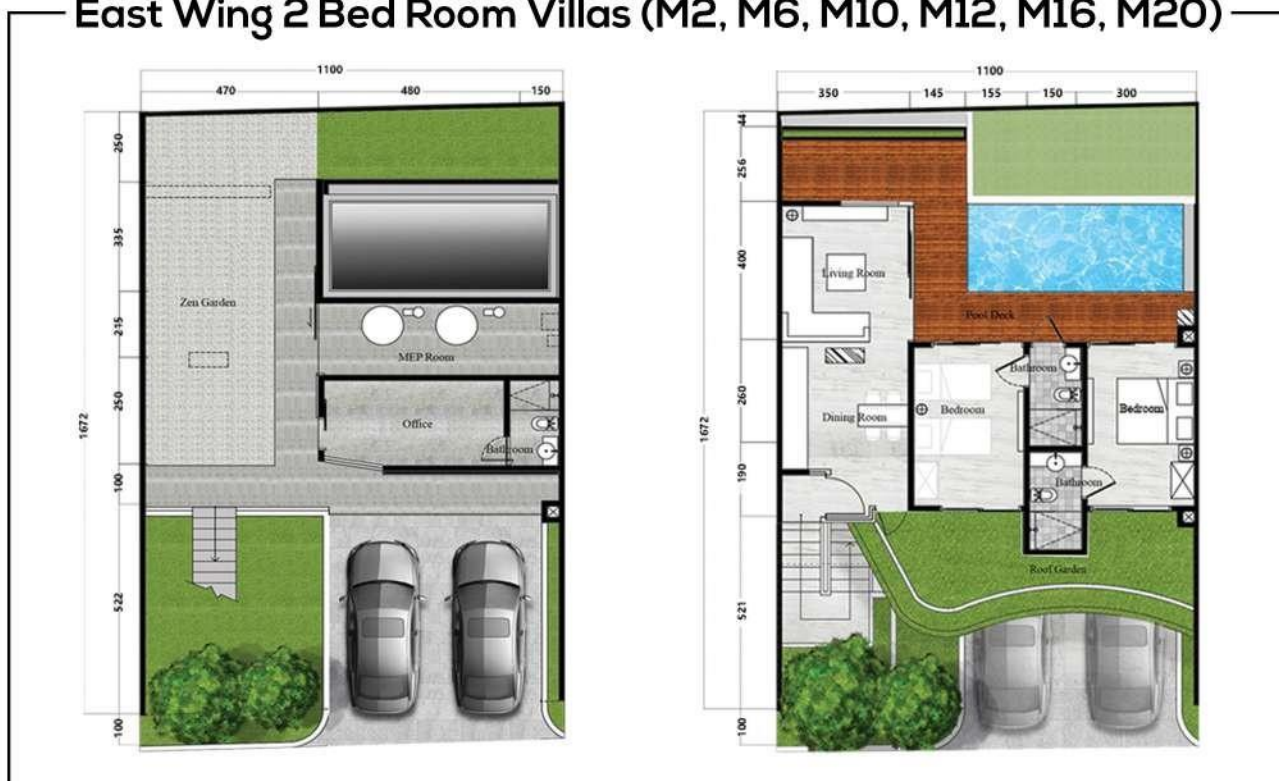 East Wing 2 Bed Room Villas (M2, M6, M10, M12, M16, M20)
1100
470 480 150
250
335
215
250
100
522
100
1672
Zen Garden
MEP Room
Office
Bathroom
1100
350 145 155 150 300
44
256
400
260
190
521
100
1672
Living Room
Pool Deck
Bathroom
Dining Room
Bedroom
Bedroom
Bathroom
Roof Garden